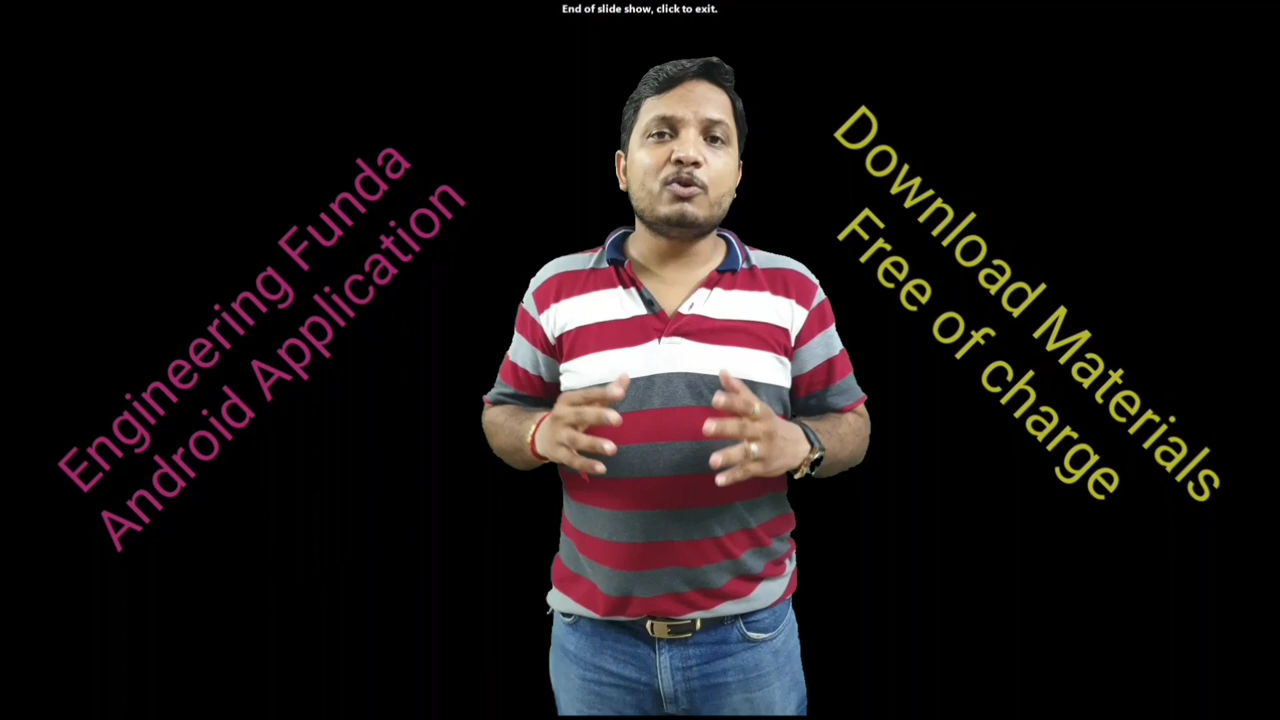 End of slide show, click to exit.
Engineering Funda
Android Application
Download Materials
Free of charge